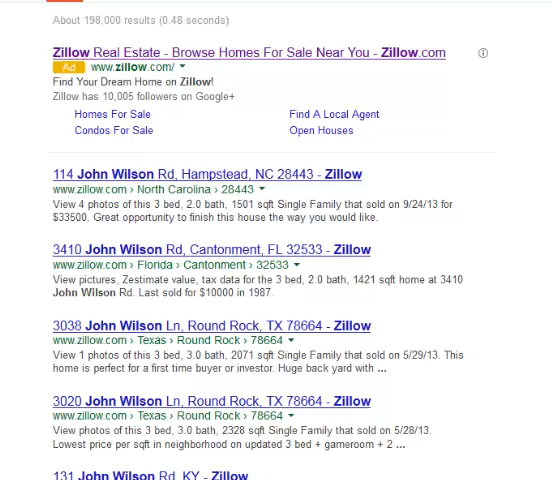 About 198,000 results (0.48 seconds)
Zillow Real Estate - Browse Homes For Sale Near You - Zillow.com
Ad www.zillow.com/
Find Your Dream Home on Zillow!
Zillow has 10,005 followers on Google+
Homes For Sale Find A Local Agent
Condos For Sale Open Houses
114 John Wilson Rd, Hampstead, NC 28443 - Zillow
www.zillow.com › North Carolina › 28443
View 4 photos of this 3 bed, 2.0 bath, 1501 sqft Single Family that sold on 9/24/13 for
$33500. Great opportunity to finish this house the way you would like.
3410 John Wilson Rd, Cantonment, FL 32533 - Zillow
www.zillow.com › Florida › Cantonment › 32533
View pictures, Zestimate value, tax data for the 3 bed, 2.0 bath, 1421 sqft home at 3410
John Wilson Rd. Last sold for $10000 in 1987.
3038 John Wilson Ln, Round Rock, TX 78664 - Zillow
www.zillow.com › Texas › Round Rock › 78664
View 1 photos of this 3 bed, 3.0 bath, 2071 sqft Single Family that sold on 5/29/13. This
home is perfect for a first time buyer or investor. Huge back yard with ...
3020 John Wilson Ln, Round Rock, TX 78664 - Zillow
www.zillow.com › Texas › Round Rock › 78664
View photos of this 3 bed, 3.0 bath, 2328 sqft Single Family that sold on 5/28/13.
Lowest price per sqft in neighborhood on updated 3 bed + gameroom + 2 ...
131 John Wilson Rd, KY - Zillow